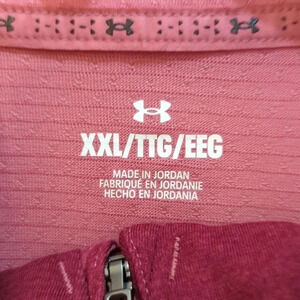 XXL/TTG/EEG
MADE IN JORDAN
FABRIQUÉ EN JORDANIE
HECHO EN JORDANIA